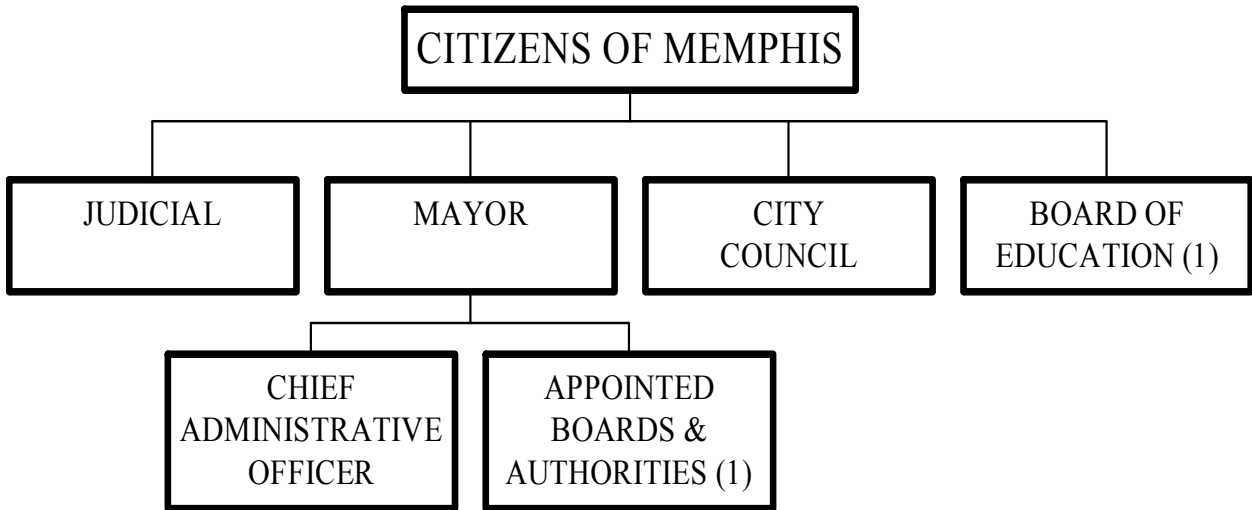 CITIZENS OF MEMPHIS
JUDICIAL
MAYOR
CITY
COUNCIL
BOARD OF
EDUCATION (1)
CHIEF
ADMINISTRATIVE
OFFICER
APPOINTED
BOARDS &
AUTHORITIES (1)